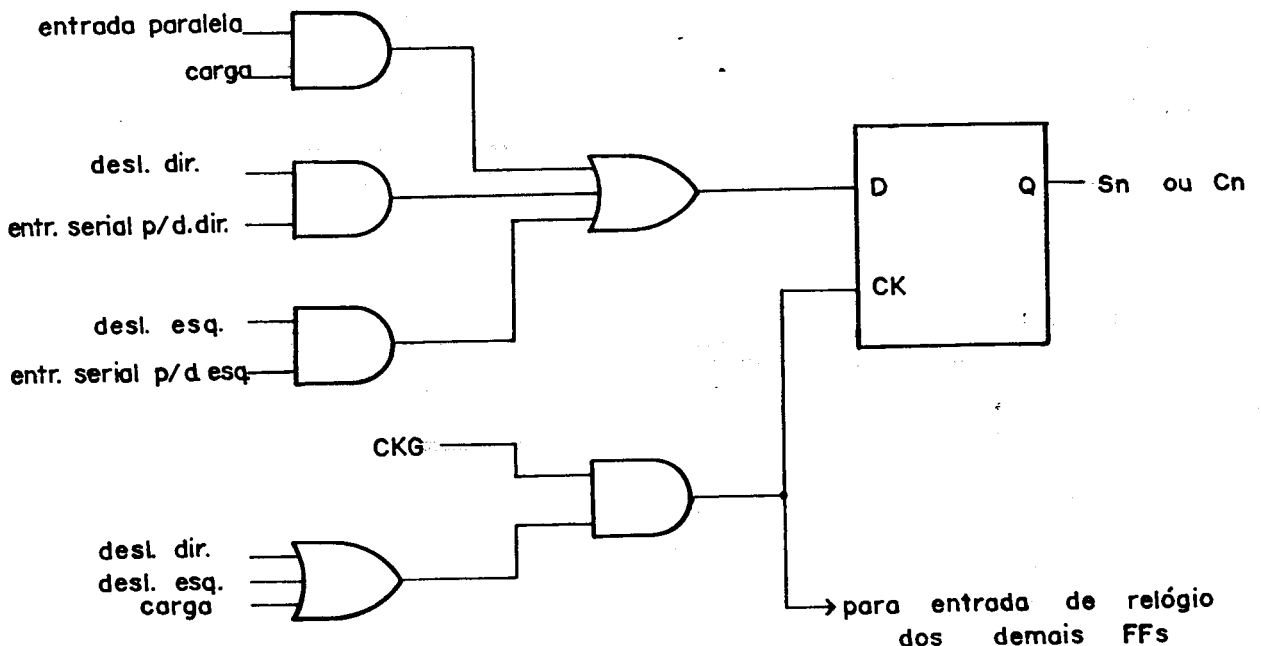 entrada paralela
carga
desl. dir.
entr. serial p/d.dir.
desl. esq.
entr. serial p/d esq
D
Q
Sn ou Cn
CK
CKG
desl. dir.
desl. esq.
carga
para entrada de relógio
dos demais FFs